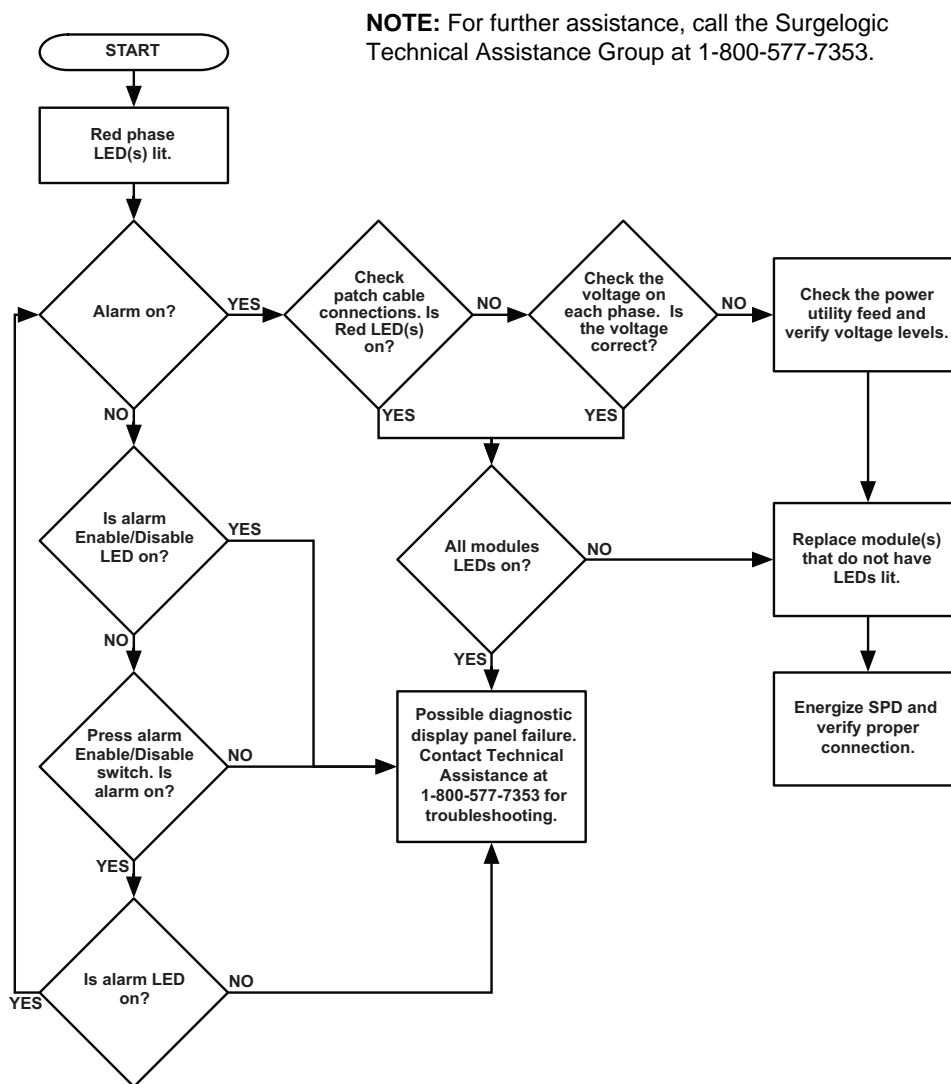 NOTE: For further assistance, call the Surgelogic
Technical Assistance Group at 1-800-577-7353.
START
Red phase
LED(s) lit.
Alarm on?
YES
NO
Check
patch cable
connections. Is
Red LED(s)
on?
NO
YES
Check the
voltage on
each phase. Is
the voltage
correct?
NO
YES
Check the power
utility feed and
verify voltage levels.
Is alarm
Enable/Disable
LED on?
YES
NO
All modules
LEDs on?
NO
YES
Replace module(s)
that do not have
LEDs lit.
Press alarm
Enable/Disable
switch. Is
alarm on?
NO
YES
Possible diagnostic
display panel failure.
Contact Technical
Assistance at
1-800-577-7353 for
troubleshooting.
Energize SPD and
verify proper
connection.
Is alarm LED
on?
NO
YES